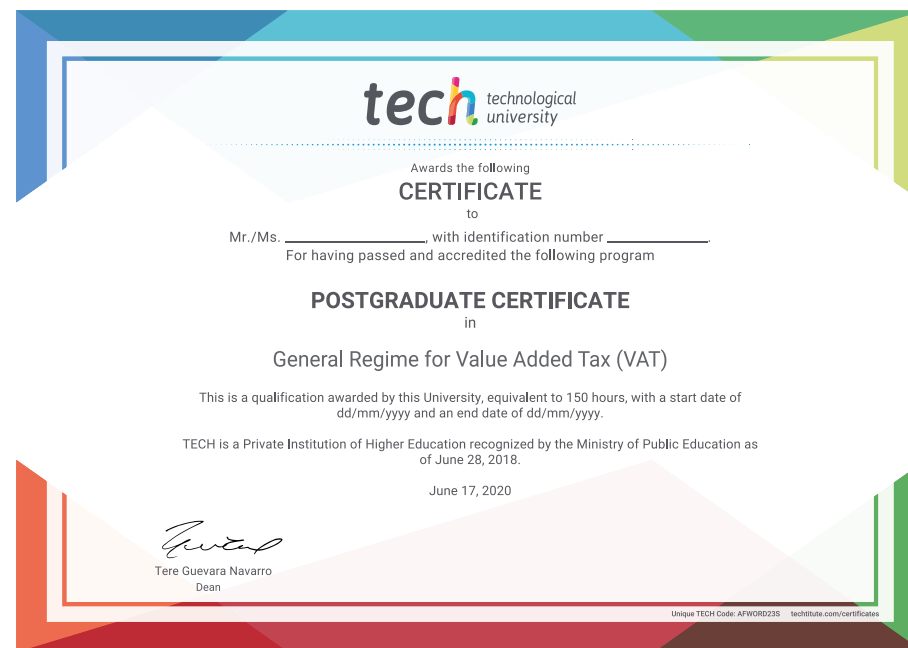 tech technological
university
Awards the following
CERTIFICATE
to
Mr./Ms. ____________, with identification number ____________.
For having passed and accredited the following program
POSTGRADUATE CERTIFICATE
in
General Regime for Value Added Tax (VAT)
This is a qualification awarded by this University, equivalent to 150 hours, with a start date of
dd/mm/yyyy and an end date of dd/mm/yyyy.
TECH is a Private Institution of Higher Education recognized by the Ministry of Public Education as
of June 28, 2018.
June 17, 2020
Tere Guevara Navarro
Dean
Unique TECH Code: AFWORD23S techtitute.com/certificates